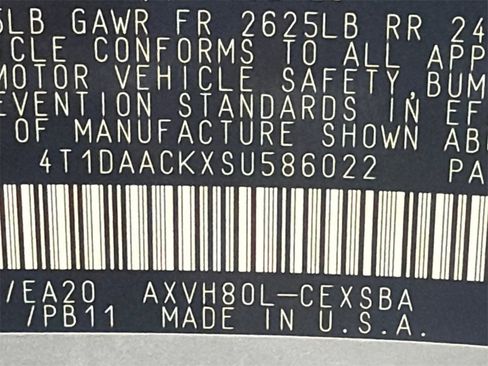 5LB GAWR FR 2625LB RR 24
CLE CONFORMS TO ALL APP
MOTOR VEHICLE SAFETY, BUM
EVENTION STANDARDS IN EF
OF MANUFACTURE SHOWN AB
4T1DAACKXSU586022 PA
/EA20 AXVH80L-CEXSBA
/PB11 MADE IN U.S.A.